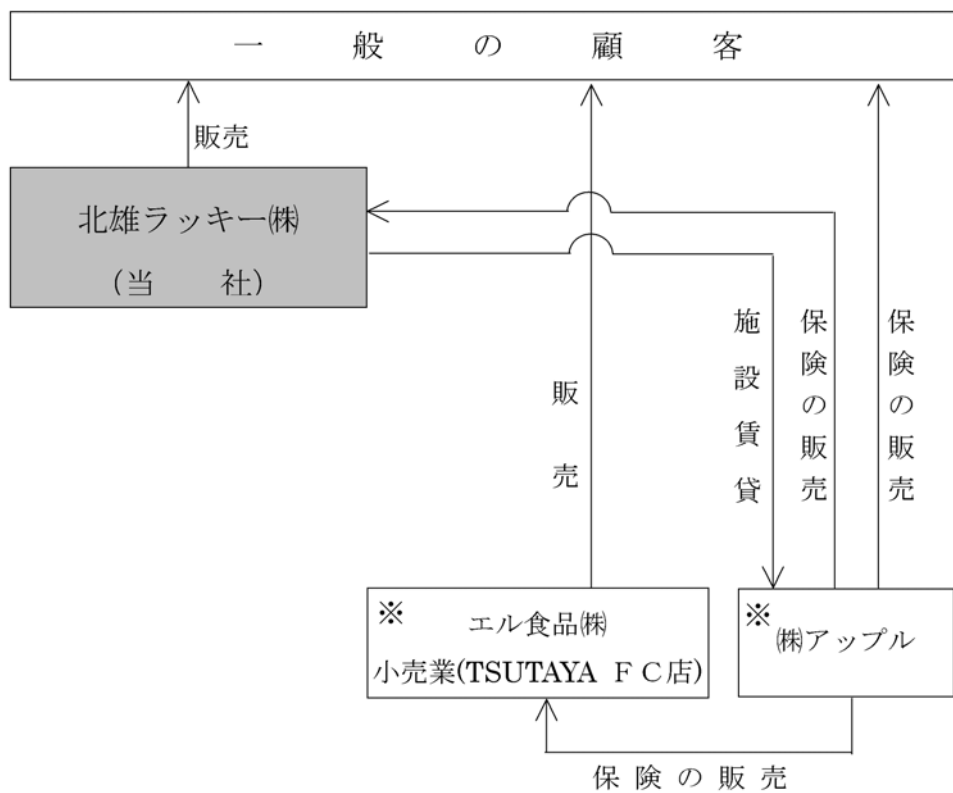 一般の顧客
販売
北雄ラッキー㈱
(当社)
施設賃貸
保険の販売
保険の販売
販売
※
エル食品㈱
小売業(TSUTAYA ＦＣ店)
※
㈱アップル
保険の販売